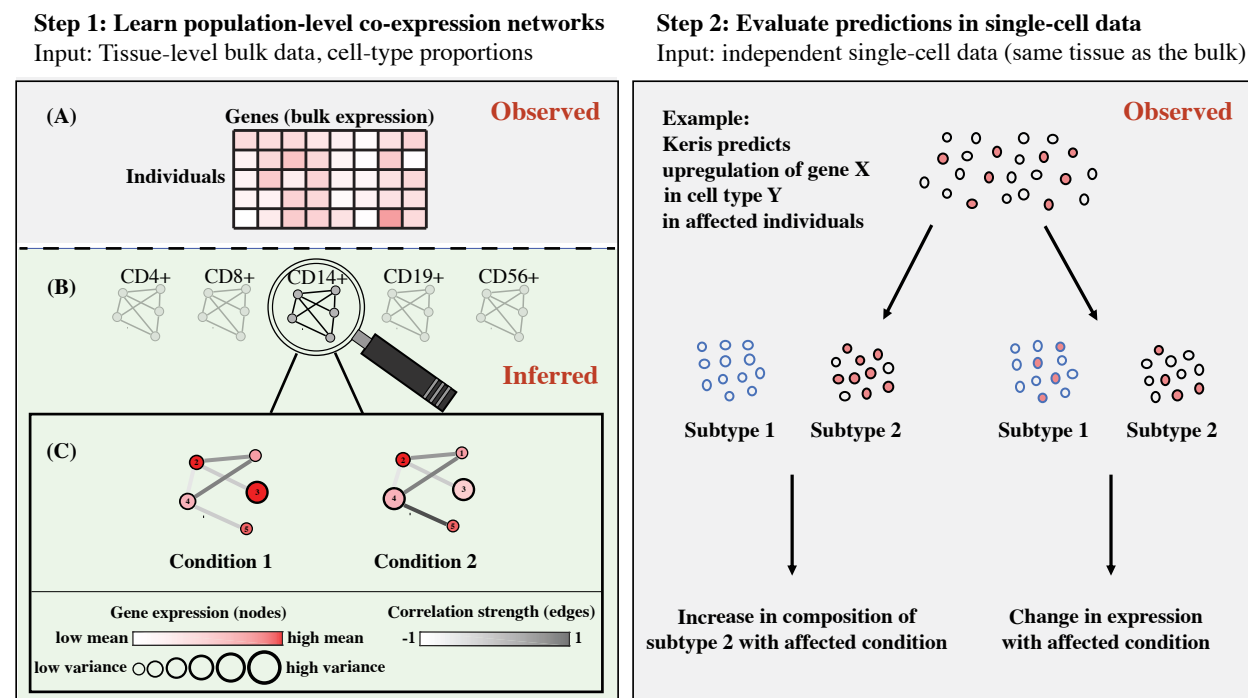 Step 1: Learn population-level co-expression networks
Input: Tissue-level bulk data, cell-type proportions
(A)
Observed
Genes (bulk expression)
Individuals
(B)
CD4+
CD8+
CD14+
CD19+
CD56+
Inferred
(C)
2
3
4
5
Condition 1
1
2
3
4
5
Condition 2
Gene expression (nodes)
low mean
high mean
low variance
high variance
Correlation strength (edges)
-1
1
Step 2: Evaluate predictions in single-cell data
Input: independent single-cell data (same tissue as the bulk)
Observed
Example:
Keris predicts
upregulation of gene X
in cell type Y
in affected individuals
Subtype 1
Subtype 2
Subtype 1
Subtype 2
Increase in composition of
subtype 2 with affected condition
Change in expression
with affected condition